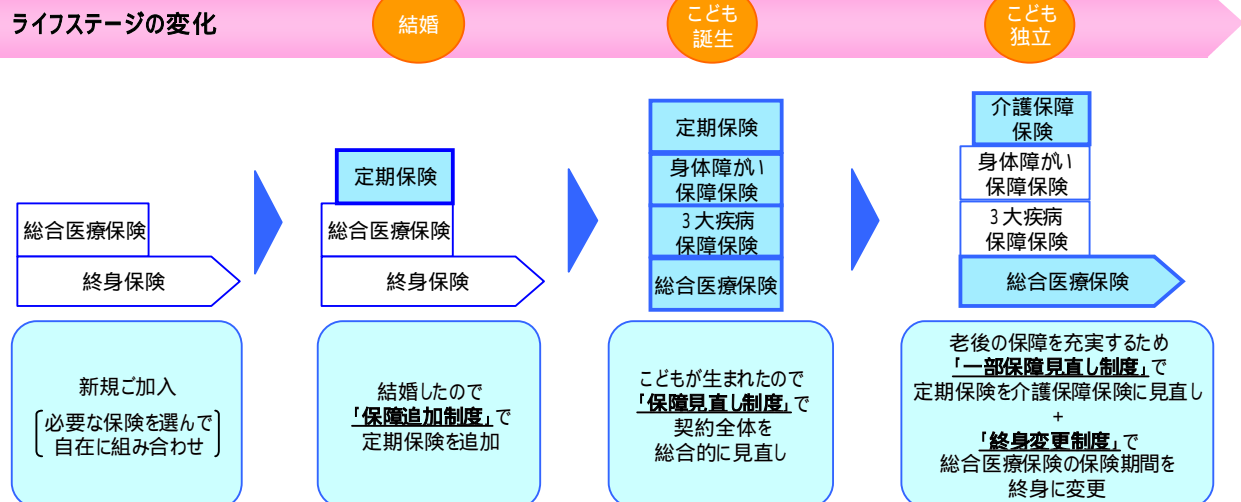 ライフステージの変化
結婚
こども
誕生
こども
独立
総合医療保険
終身保険
定期保険
総合医療保険
終身保険
定期保険
身体障がい
保障保険
3大疾病
保障保険
総合医療保険
介護保障
保険
身体障がい
保障保険
3大疾病
保障保険
総合医療保険
新規ご加入
必要な保険を選んで
自在に組み合わせ
結婚したので
「保障追加制度」で
定期保険を追加
こどもが生まれたので
「保障見直し制度」で
契約全体を
総合的に見直し
老後の保障を充実するため
「一部保障見直し制度」で
定期保険を介護保障保険に見直し
+
「終身変更制度」で
総合医療保険の保険期間を
終身に変更